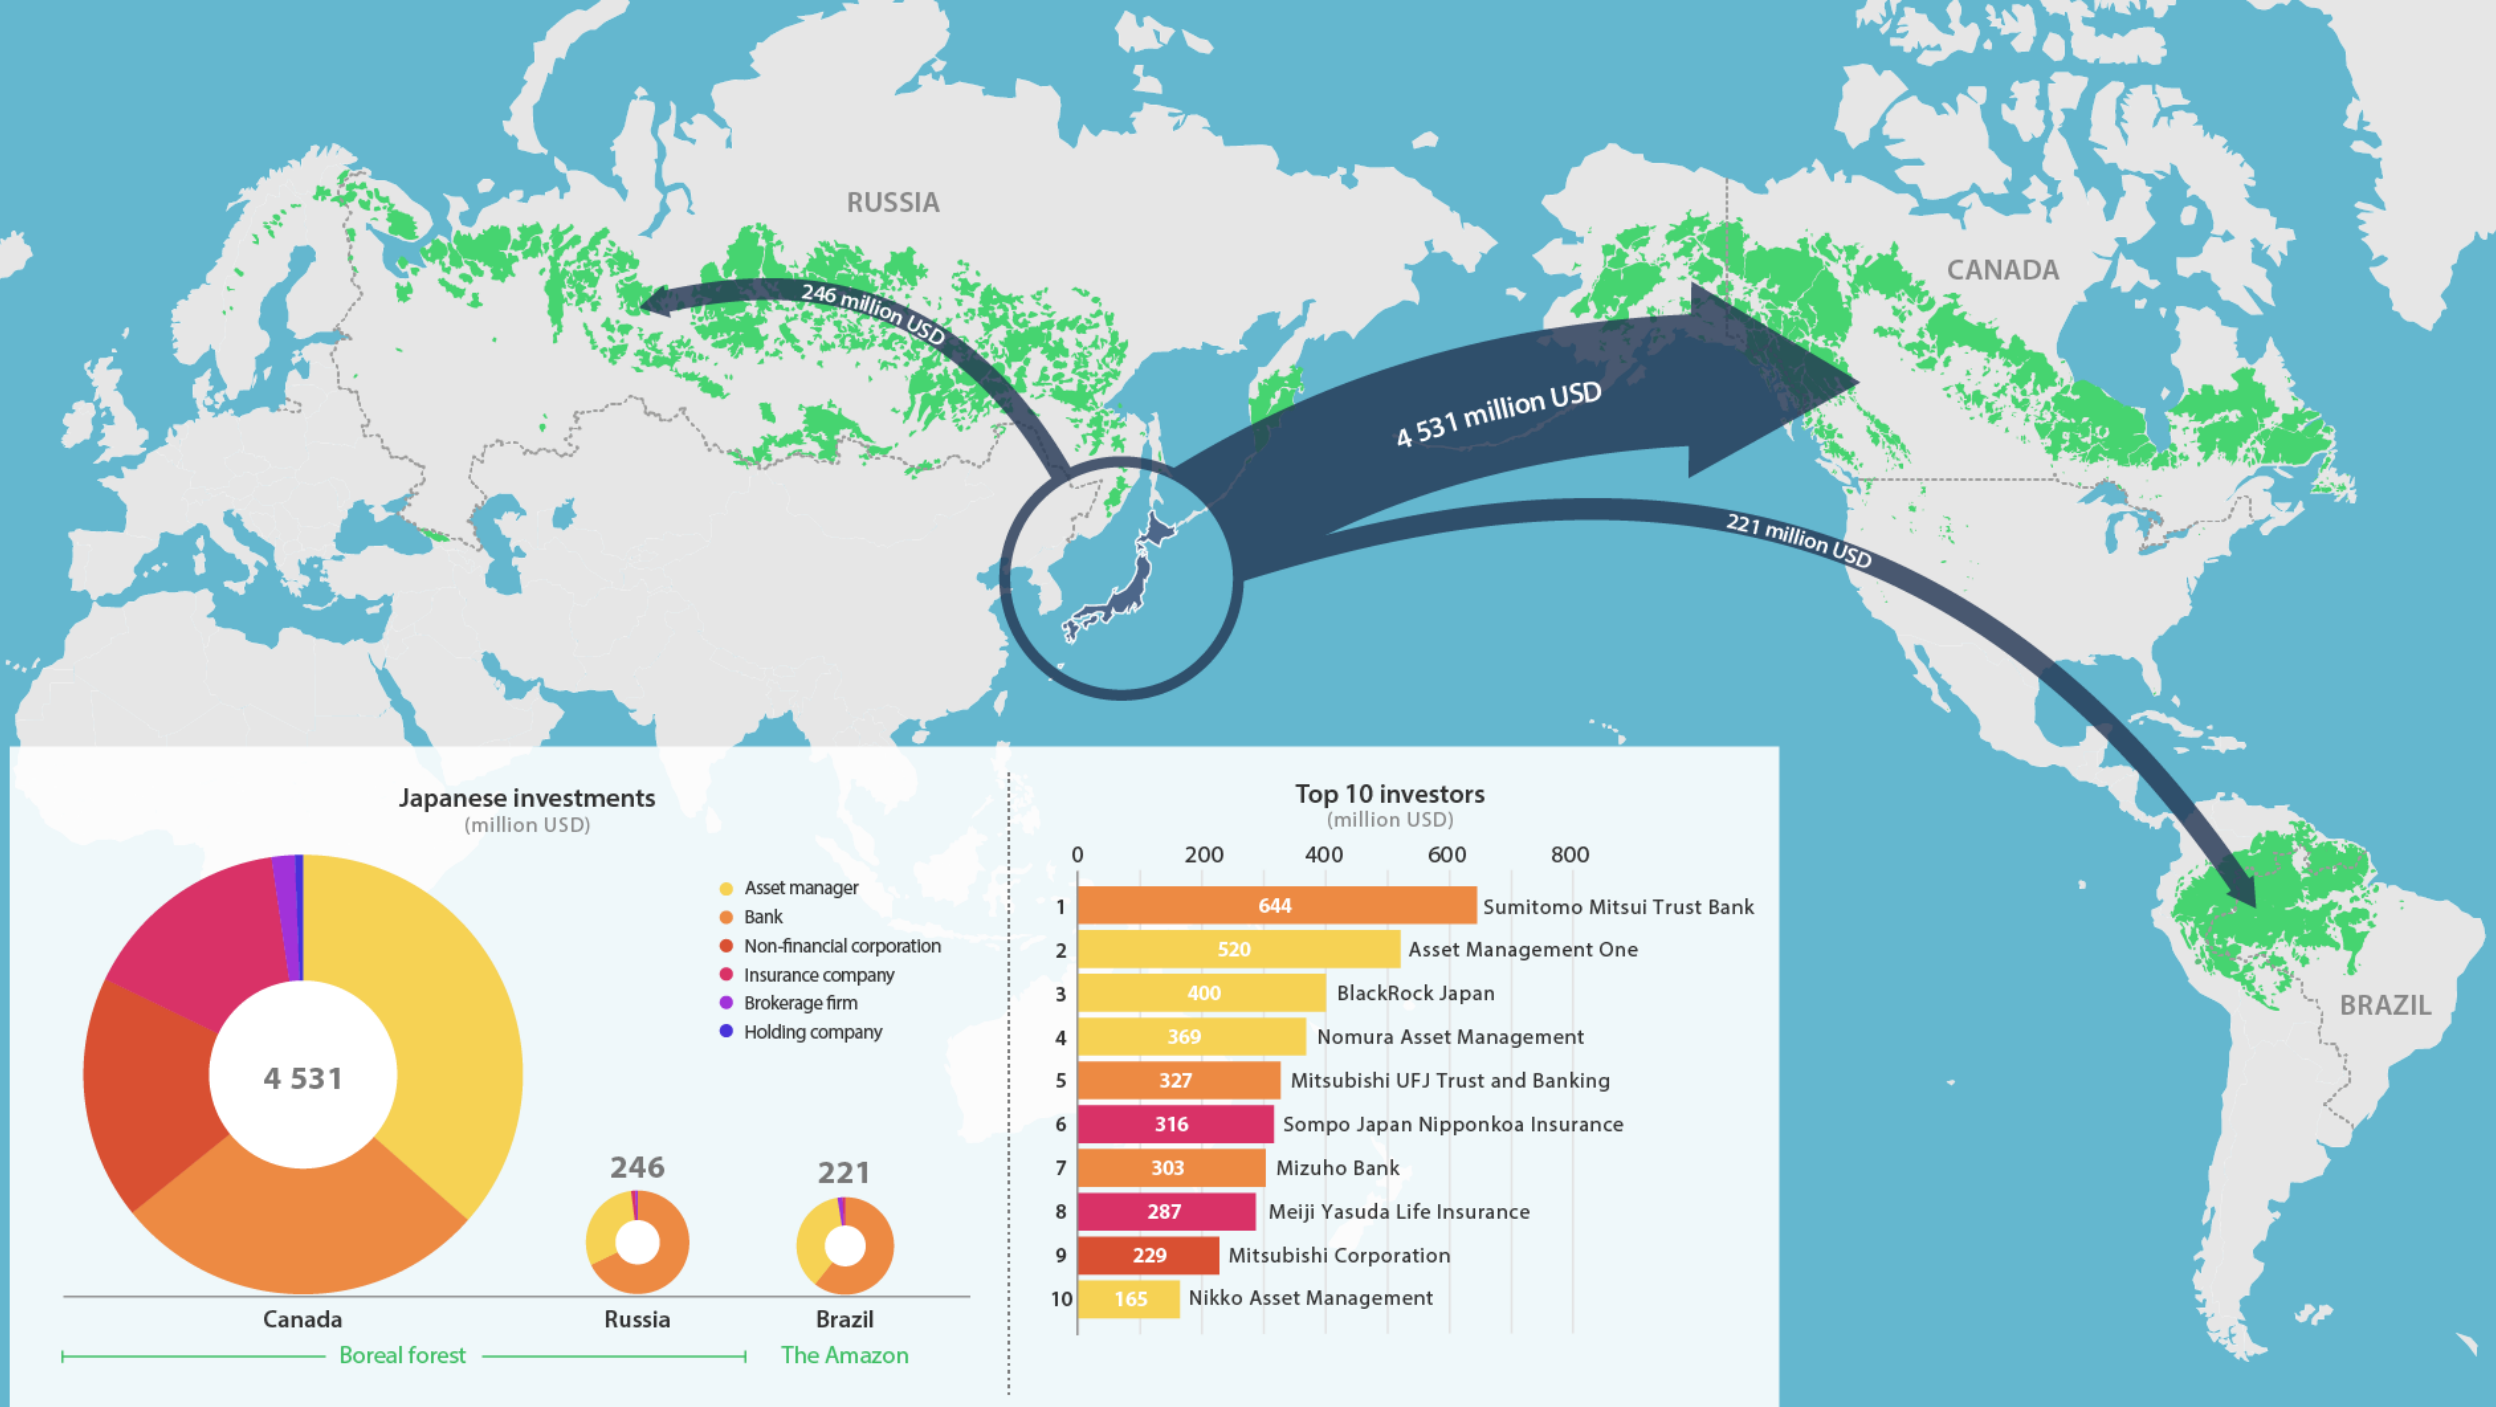 RUSSIA
CANADA
246 million USD
4 531 million USD
221 million USD
BRAZIL
Japanese investments
(million USD)
Asset manager
Bank
Non-financial corporation
Insurance company
Brokerage firm
Holding company
4 531
246
221
Canada
Russia
Brazil
Boreal forest
The Amazon
Top 10 investors
(million USD)
0 200 400 600 800
1 644 Sumitomo Mitsui Trust Bank
2 520 Asset Management One
3 400 BlackRock Japan
4 369 Nomura Asset Management
5 327 Mitsubishi UFJ Trust and Banking
6 316 Sompo Japan Nipponkoa Insurance
7 303 Mizuho Bank
8 287 Meiji Yasuda Life Insurance
9 229 Mitsubishi Corporation
10 165 Nikko Asset Management